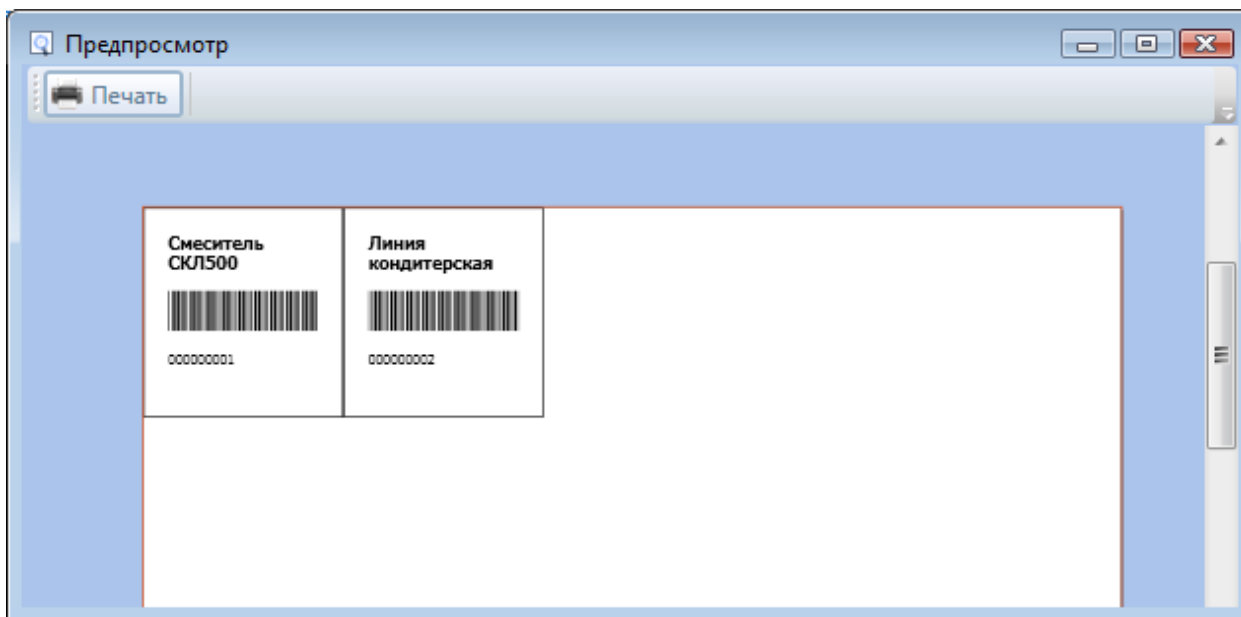 Предпросмотр
Печать
Смеситель
СКЛ500
000000001
Линия
кондитерская
000000002